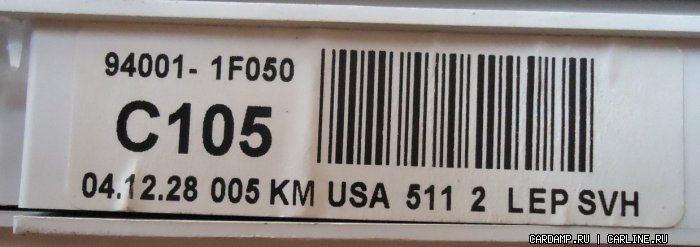 94001- 1F050
C105
04.12.28 005 KM USA 511 2 LEP SVH
CARDAMP.RU | CARLINE.RU